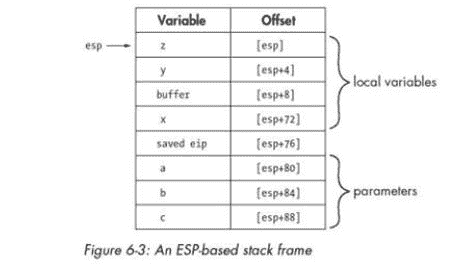 Variable Offset
esp z [esp]
y [esp+4]
local variables
buffer [esp+8]
x [esp+72]
saved eip [esp+76]
a [esp+80]
b [esp+84] parameters
c [esp+88]
Figure 6-3: An ESP-based stack frame